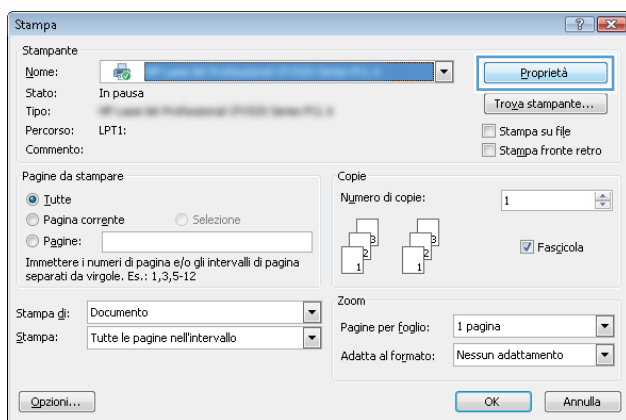 Stampa
Stampante
Nome:
Proprietà
Stato: In pausa
Tipo:
Trova stampante...
Percorso: LPT1:
Stampa su file
Commento:
Stampa fronte retro
Pagine da stampare
Tutte
Pagina corrente Selezione
Pagine:
Immettere i numeri di pagina e/o gli intervalli di pagina
separati da virgole. Es.: 1,3,5-12
Copie
Numero di copie: 1
3 3
2 2
1 1
Fascicola
Stampa di: Documento
Stampa: Tutte le pagine nell'intervallo
Zoom
Pagine per foglio: 1 pagina
Adatta al formato: Nessun adattamento
Opzioni...
OK Annulla